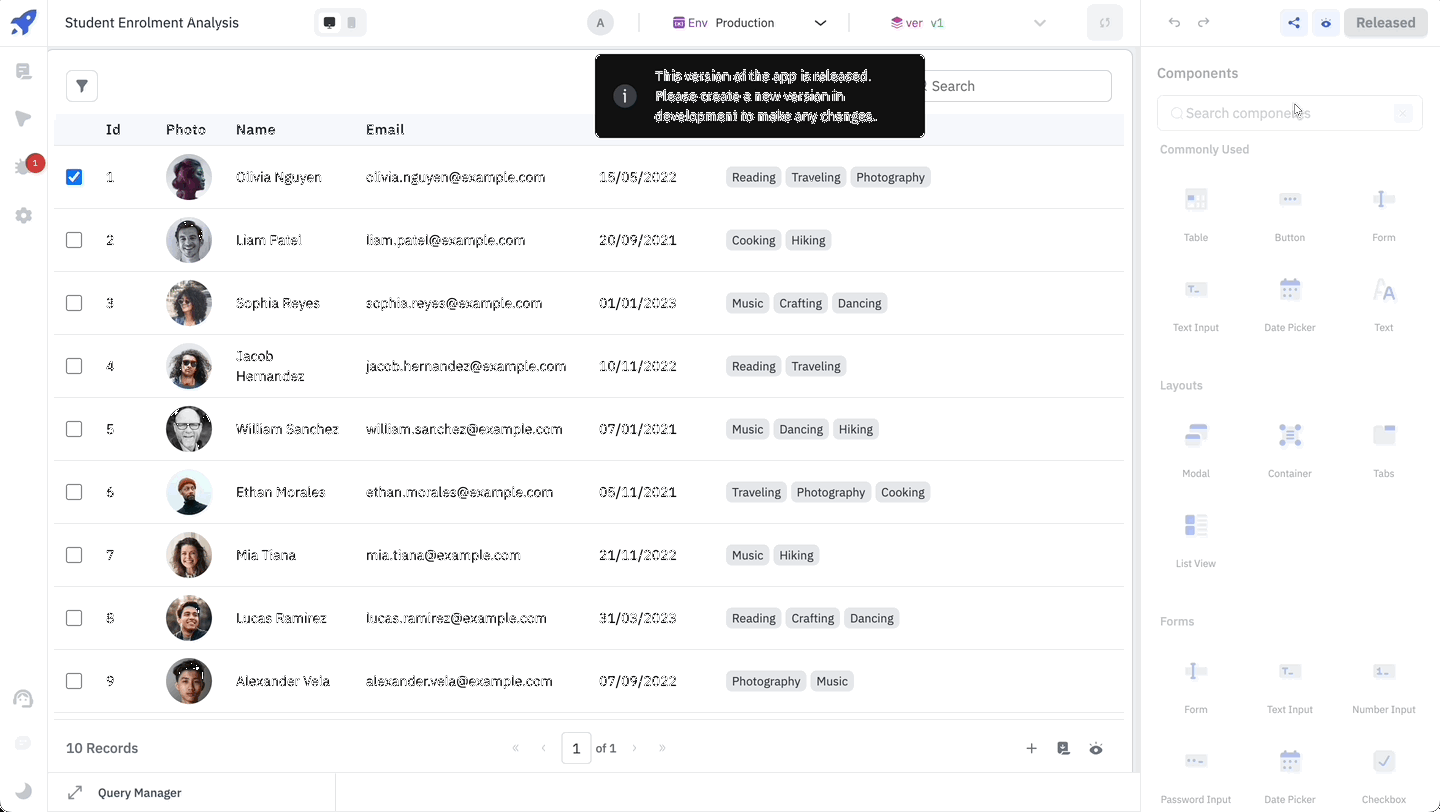 Student Enrolment Analysis
A
Env Production
ver v1
Released
This version of the app is released.
Please create a new version in
development to make any changes.
Search
Id Photo Name Email
1 Olivia Nguyen olivia.nguyen@example.com 15/05/2022 Reading Traveling Photography
2 Liam Patel liam.patel@example.com 20/09/2021 Cooking Hiking
3 Sophia Reyes sophia.reyes@example.com 01/01/2023 Music Crafting Dancing
4 Jacob Hernandez jacob.hernandez@example.com 10/11/2022 Reading Traveling
5 William Sanchez william.sanchez@example.com 07/01/2021 Music Dancing Hiking
6 Ethan Morales ethan.morales@example.com 05/11/2021 Traveling Photography Cooking
7 Mia Tiana mia.tiana@example.com 21/11/2022 Music Hiking
8 Lucas Ramirez lucas.ramirez@example.com 31/03/2023 Reading Crafting Dancing
9 Alexander Vela alexander.vela@example.com 07/09/2022 Photography Music
10 Records
1 of 1
Query Manager
1
Components
Search components
Commonly Used
Table Button Form
Text Input Date Picker Text
Layouts
Modal Container Tabs
List View
Forms
Form Text Input Number Input
Password Input Date Picker Checkbox